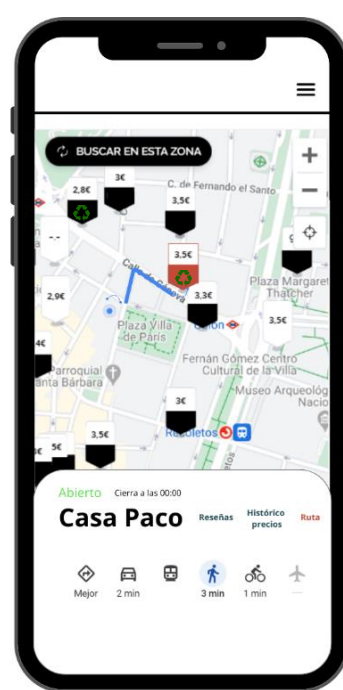 BUSCAR EN ESTA ZONA
3€
2,8€
C. de Fernando el Santo
3,5€
-.-
3.5€
Calle de Génova
Plaza Margaret
Thatcher
2,9€
3,3€
3,5€
Plaza Villa
de París
Colón
4€
Fernán Gómez Centro
Cultural de la Villa
Parroquial
Santa Bárbara
Museo Arqueológ
Nacio
3€
3,5€
Recoletos
3€
5€
Abierto Cierra a las 00:00
Casa Paco
Reseñas
Histórico
precios
Ruta
Mejor
2 min
3 min
1 min